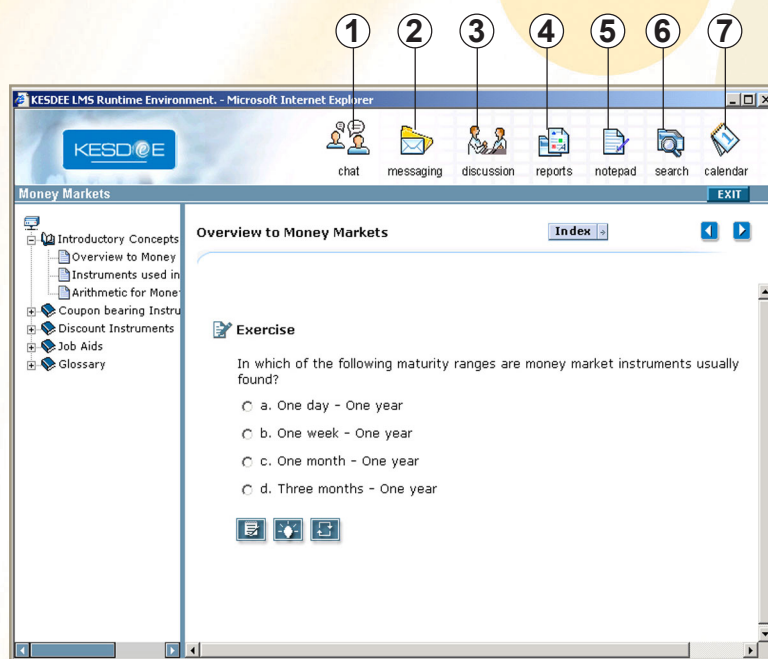 1 2 3 4 5 6 7
KESDEE LMS Runtime Environment. - Microsoft Internet Explorer
KESD@E
chat messaging discussion reports notepad search calendar
Money Markets EXIT
Introductory Concepts
Overview to Money
Instruments used in
Arithmetic for Mone
Coupon bearing Instru
Discount Instruments
Job Aids
Glossary
Overview to Money Markets Index
Exercise
In which of the following maturity ranges are money market instruments usually
found?
a. One day - One year
b. One week - One year
c. One month - One year
d. Three months - One year